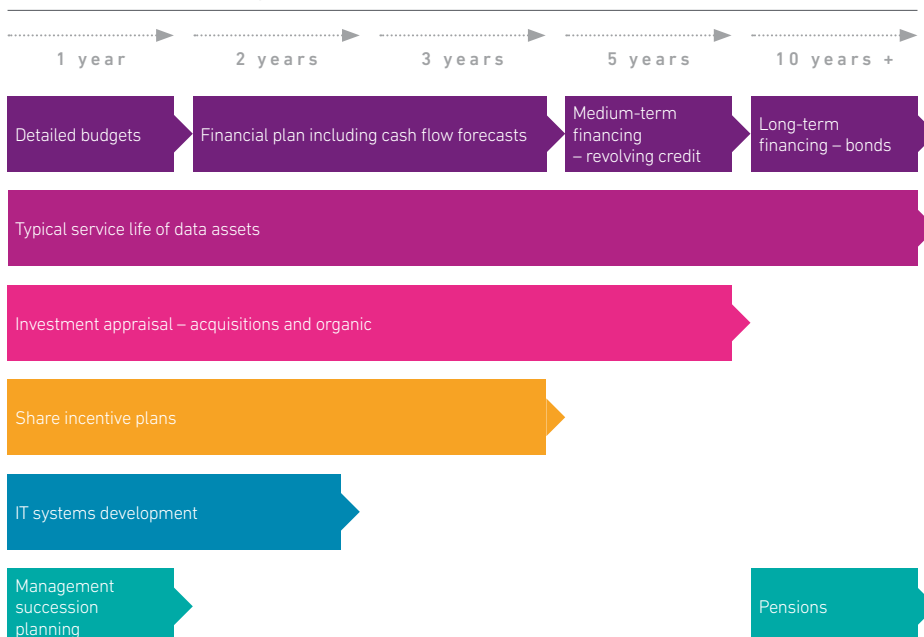 1 year
2 years
3 years
5 years
10 years +
Detailed budgets
Financial plan including cash flow forecasts
Medium-term
financing
– revolving credit
Long-term
financing – bonds
Typical service life of data assets
Investment appraisal – acquisitions and organic
Share incentive plans
IT systems development
Management
succession
planning
Pensions